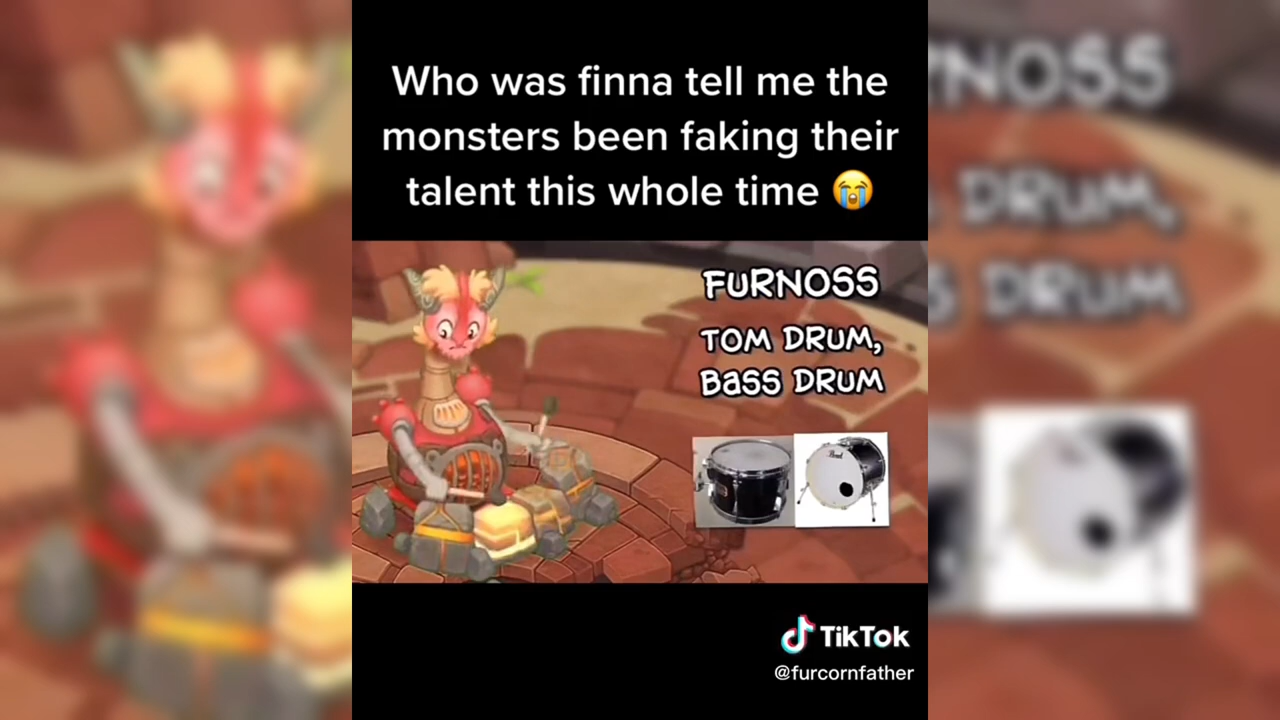 Who was finna tell me the
monsters been faking their
talent this whole time 😭
FURNOSS
TOM DRUM,
BASS DRUM
Pearl
TikTok
@furcornfather